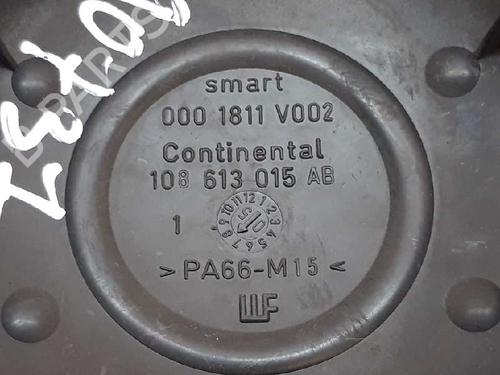 smart
000 1811 V002
Continental
108 613 015 AB
1
>PA66-M15<